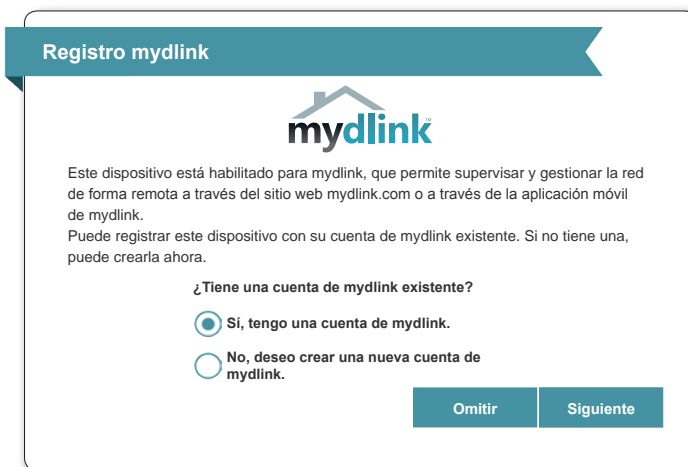 Registro mydlink
mydlink™
Este dispositivo está habilitado para mydlink, que permite supervisar y gestionar la red
de forma remota a través del sitio web mydlink.com o a través de la aplicación móvil
de mydlink.
Puede registrar este dispositivo con su cuenta de mydlink existente. Si no tiene una,
puede crearla ahora.
¿Tiene una cuenta de mydlink existente?
Sí, tengo una cuenta de mydlink.
No, deseo crear una nueva cuenta de
mydlink.
Omitir Siguiente